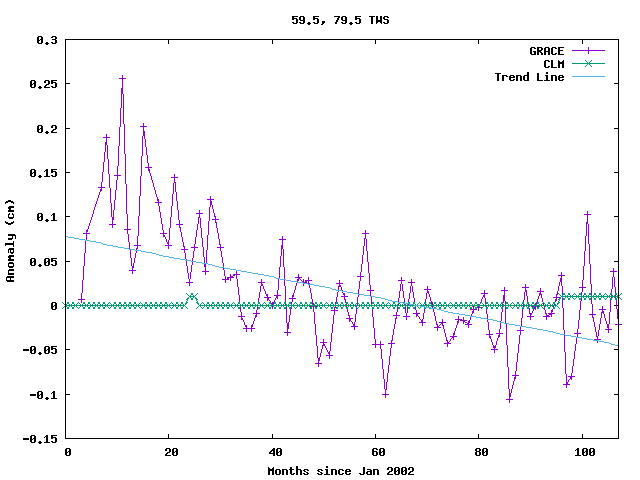 59.5, 79.5 TWS
GRACE
CLM
Trend Line
0.3
0.25
0.2
0.15
0.1
0.05
0
-0.05
-0.1
-0.15
Anomaly (cm)
0 20 40 60 80 100
Months since Jan 2002